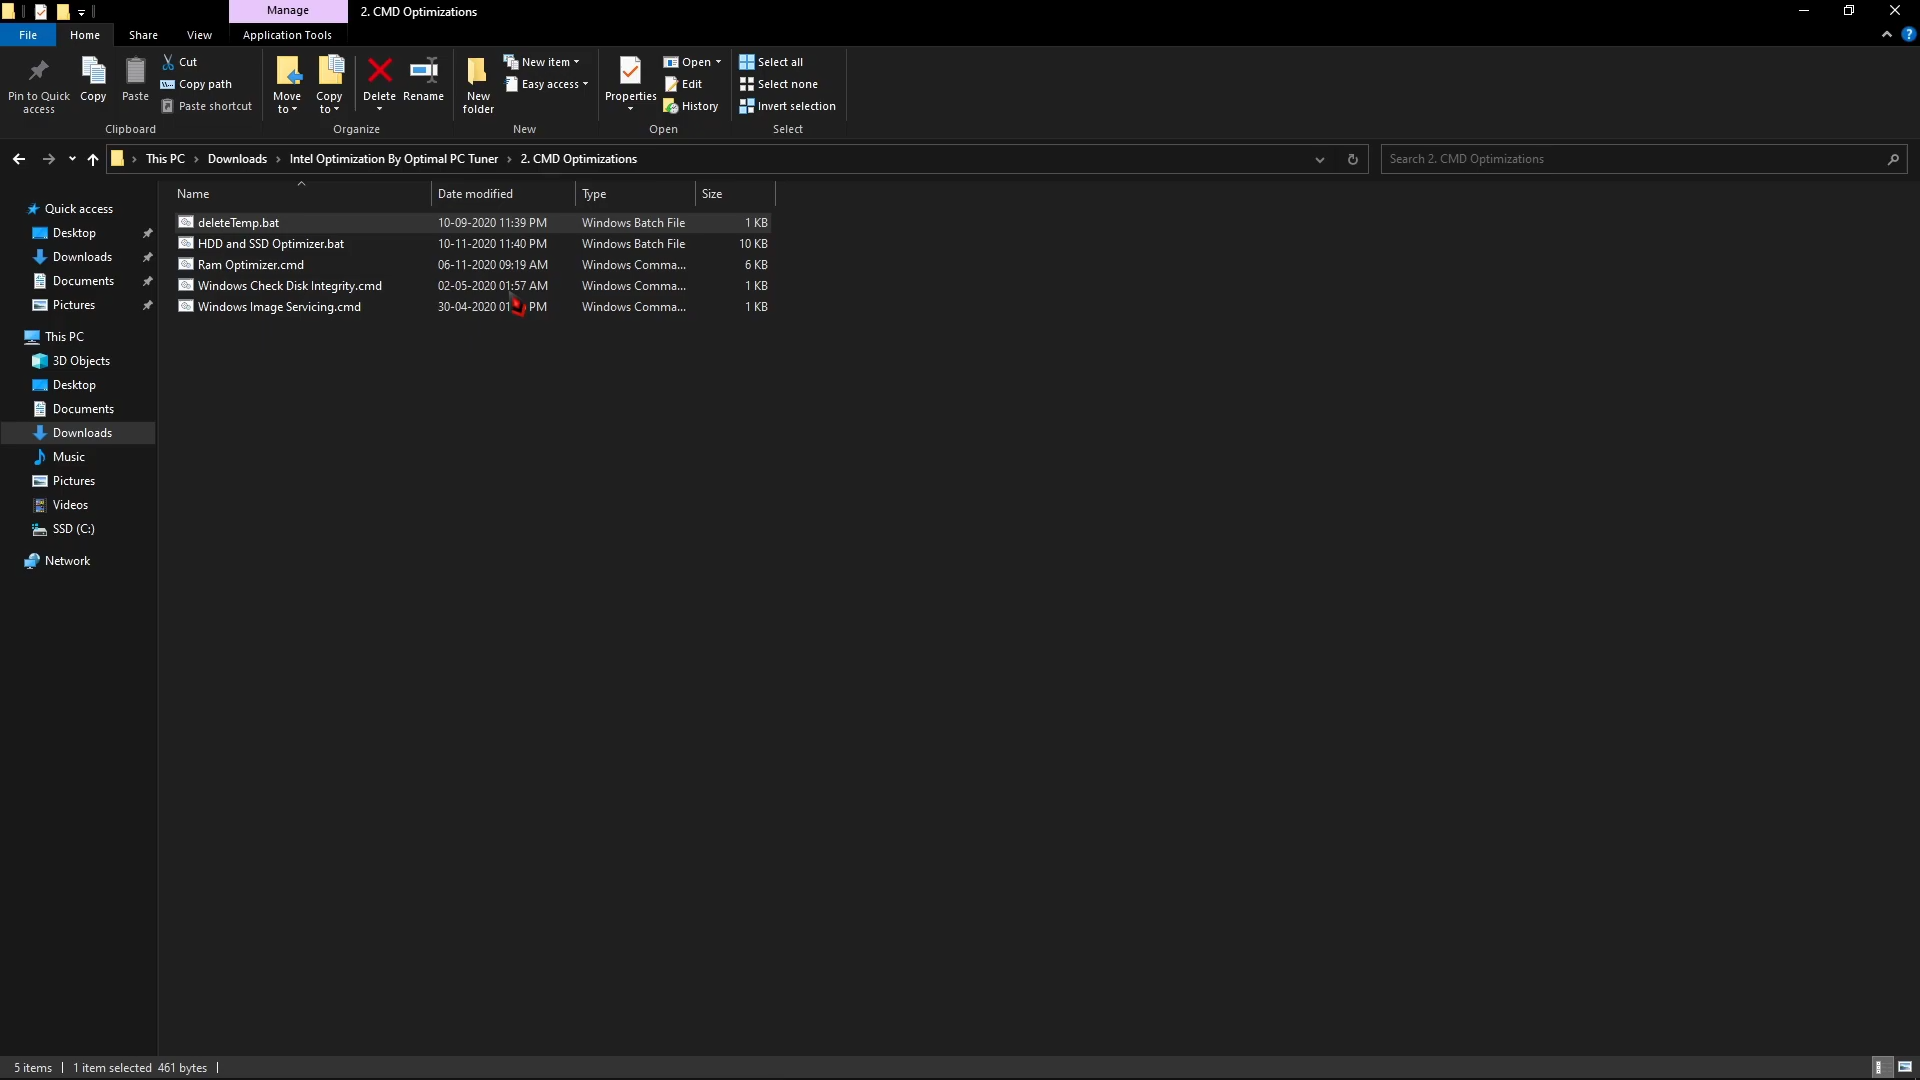 Manage
2. CMD Optimizations
File
Home
Share
View
Application Tools
Pin to Quick access
Copy
Paste
Cut
Copy path
Paste shortcut
Clipboard
Move to
Copy to
Delete
Rename
Organize
New folder
New item
Easy access
New
Properties
Open
Edit
History
Open
Select all
Select none
Invert selection
Select
This PC > Downloads > Intel Optimization By Optimal PC Tuner > 2. CMD Optimizations
Search 2. CMD Optimizations
Name
Date modified
Type
Size
deleteTemp.bat 10-09-2020 11:39 PM Windows Batch File 1 KB
HDD and SSD Optimizer.bat 10-11-2020 11:40 PM Windows Batch File 10 KB
Ram Optimizer.cmd 06-11-2020 09:19 AM Windows Comma... 6 KB
Windows Check Disk Integrity.cmd 02-05-2020 01:57 AM Windows Comma... 1 KB
Windows Image Servicing.cmd 30-04-2020 PM Windows Comma... 1 KB
Quick access
Desktop
Downloads
Documents
Pictures
This PC
3D Objects
Desktop
Documents
Downloads
Music
Pictures
Videos
SSD (C:)
Network
5 items
1 item selected 461 bytes